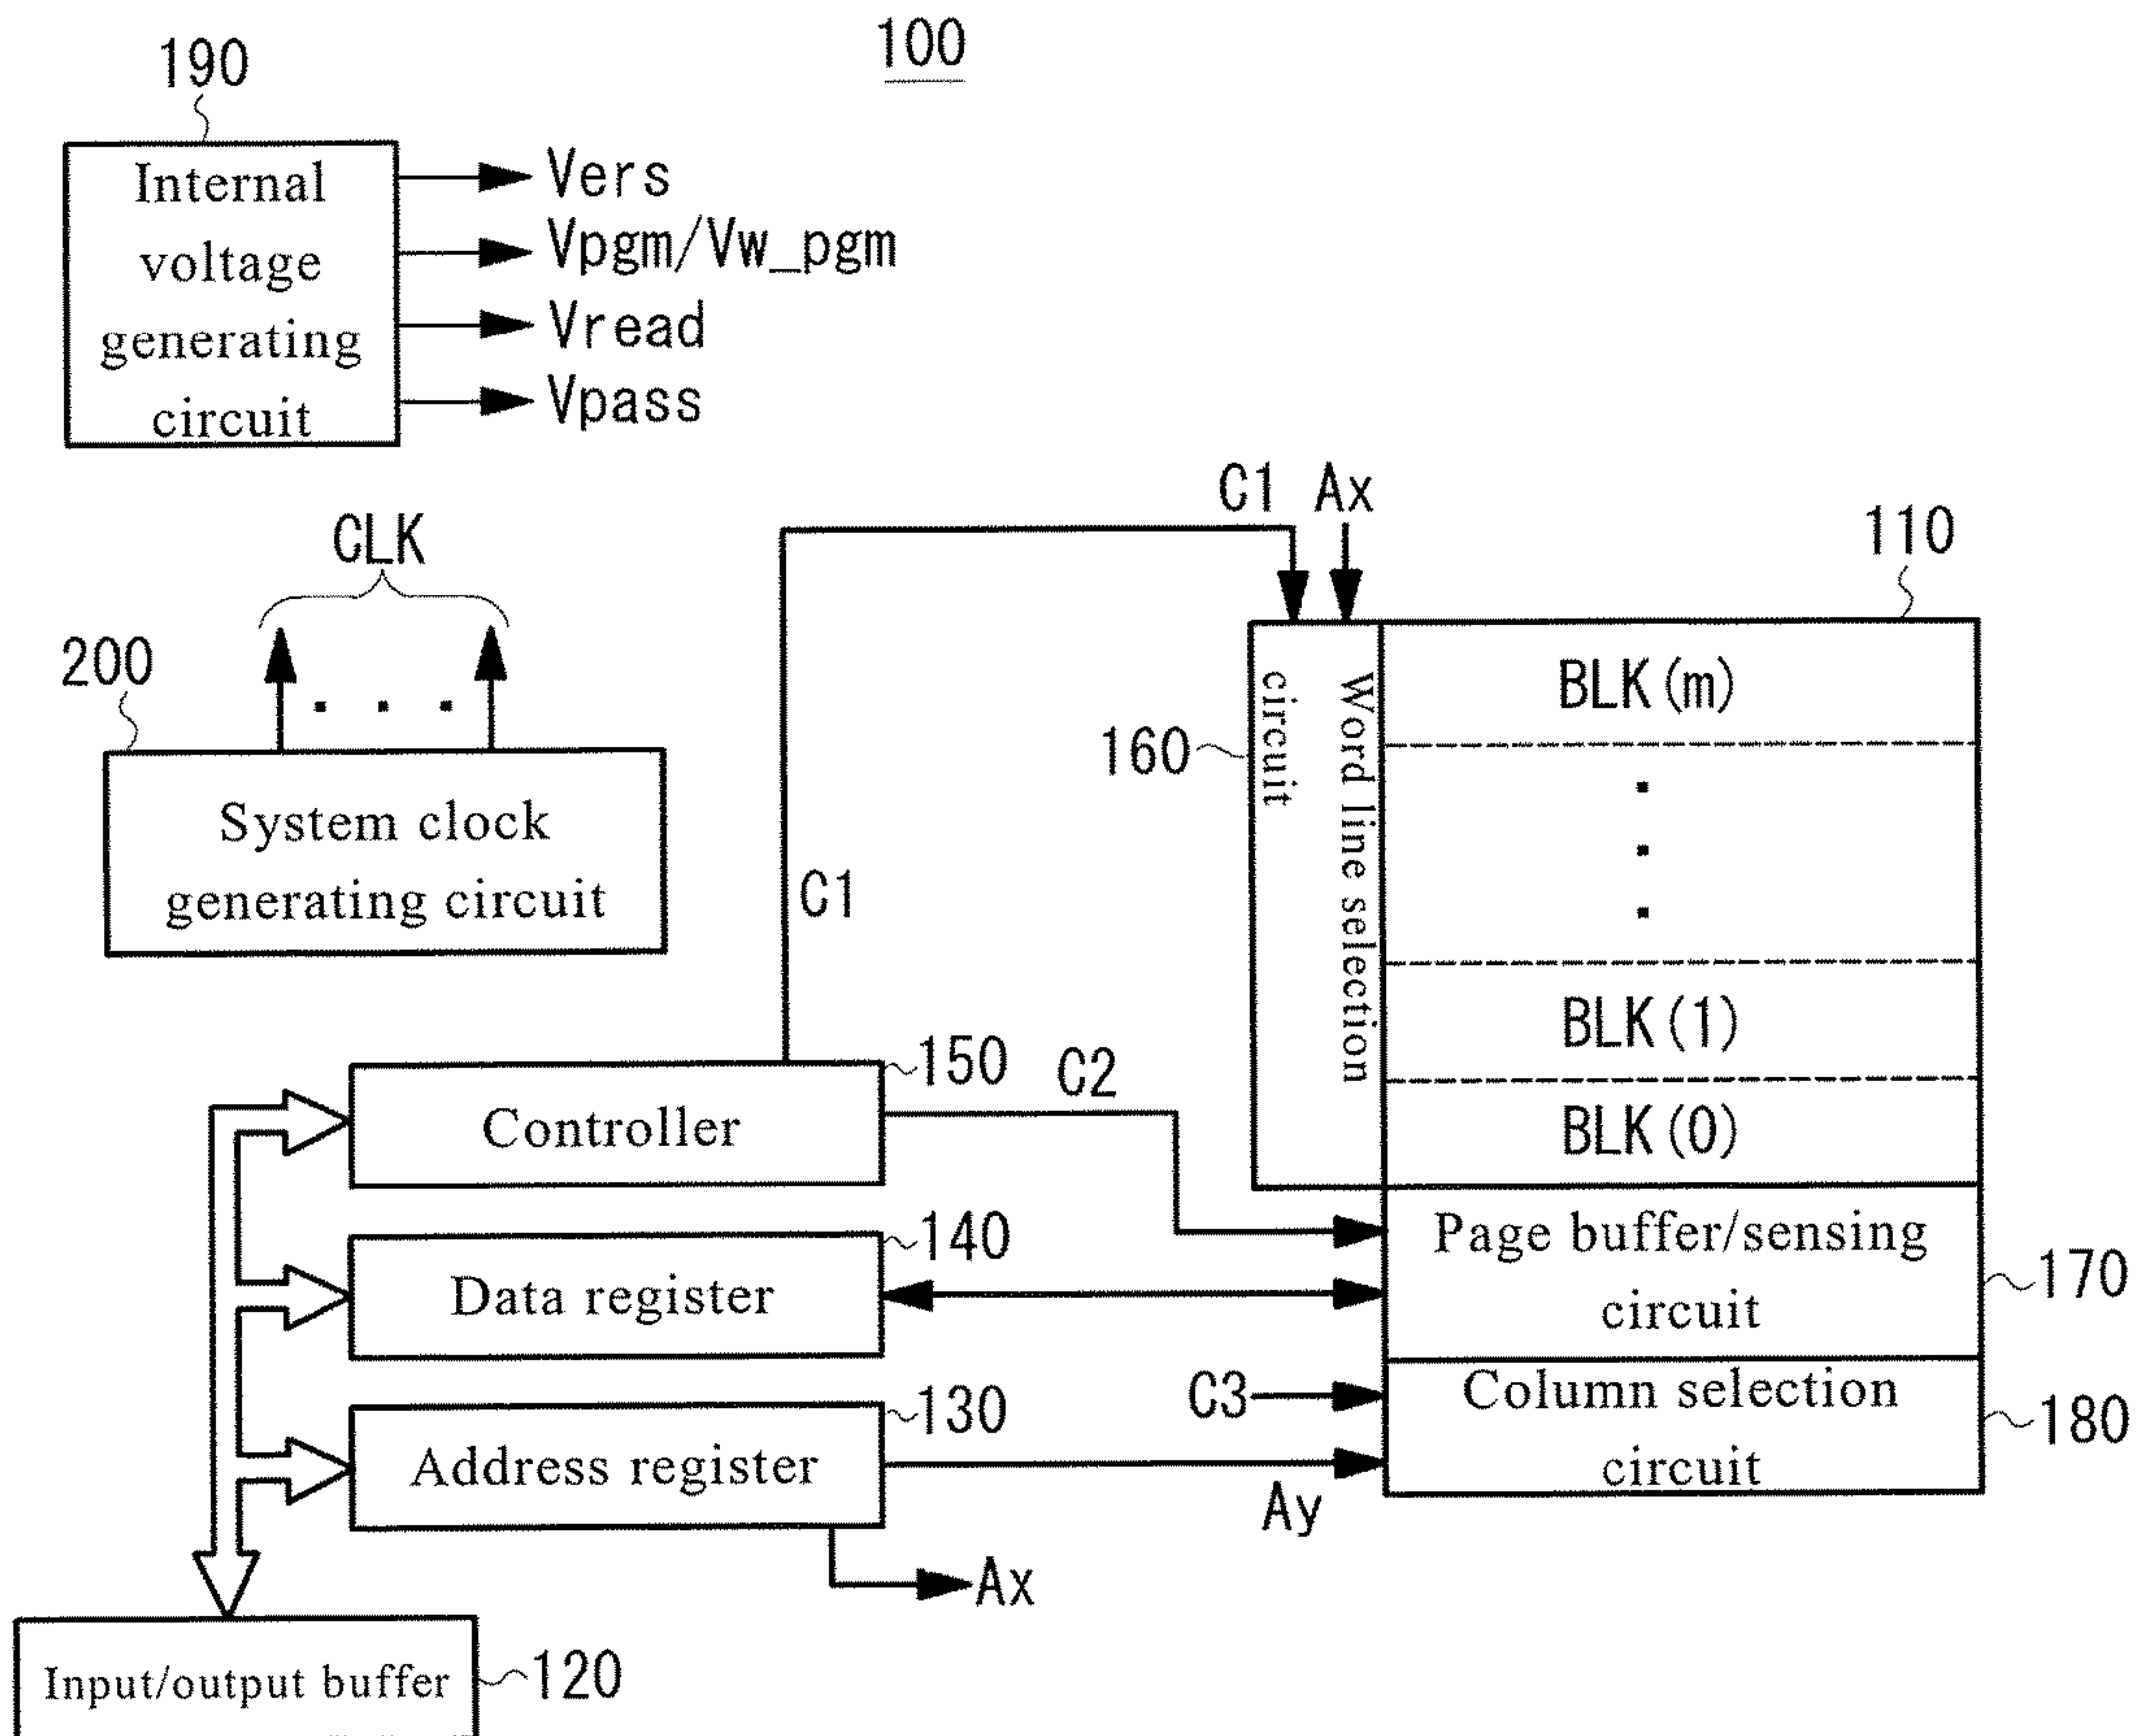 100
190
Internal
voltage
generating
circuit
Vers
Vpgm/Vw_pgm
Vread
Vpass
CLK
200
System clock
generating circuit
C1 Ax
110
160
Word line selection
circuit
BLK(m)
BLK(1)
BLK(0)
C1
150
Controller
C2
140
Data register
Page buffer/sensing
circuit
170
130
Address register
C3
Column selection
circuit
180
Ay
Ax
Input/output buffer
120